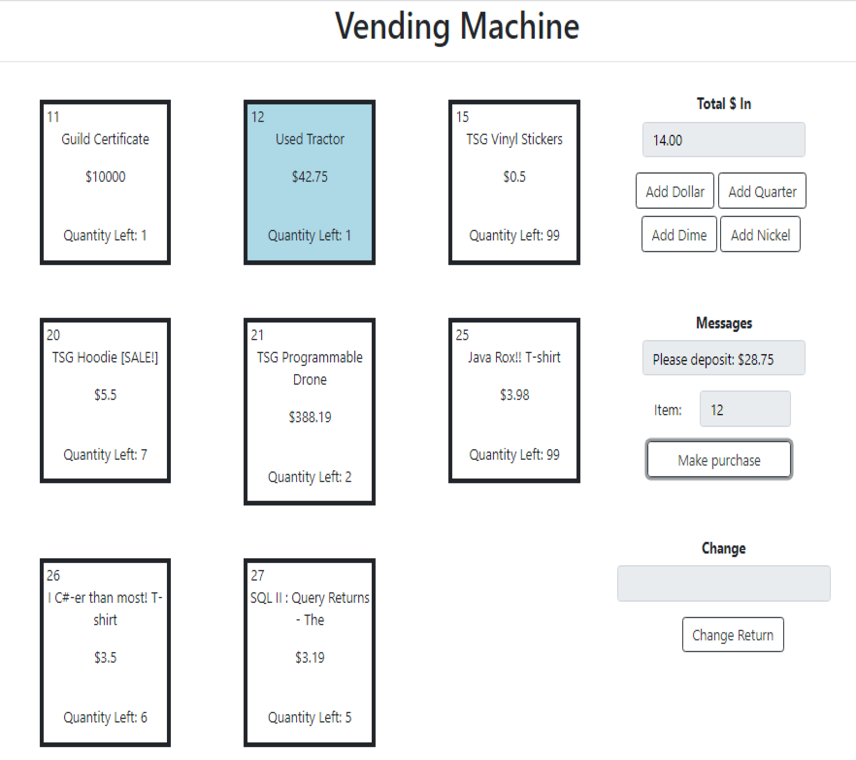 Vending Machine
11
Guild Certificate
$10000
Quantity Left: 1
12
Used Tractor
$42.75
Quantity Left: 1
15
TSG Vinyl Stickers
$0.5
Quantity Left: 99
Total $ In
14.00
Add Dollar
Add Quarter
Add Dime
Add Nickel
20
TSG Hoodie [SALE!]
$5.5
Quantity Left: 7
21
TSG Programmable
Drone
$388.19
Quantity Left: 2
25
Java Rox!! T-shirt
$3.98
Quantity Left: 99
Messages
Please deposit: $28.75
Item:
12
Make purchase
26
I C#-er than most! T-
shirt
$3.5
Quantity Left: 6
27
SQL II : Query Returns
- The
$3.19
Quantity Left: 5
Change
Change Return